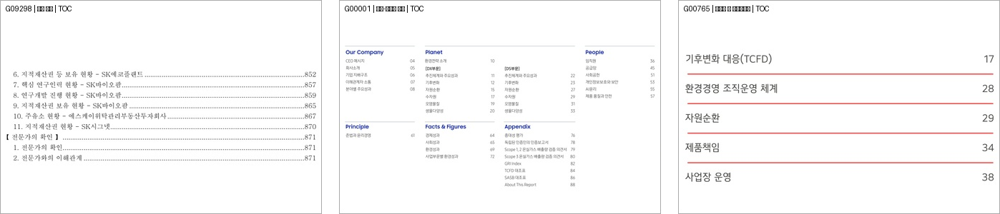 G09298 | TOC
6. 지적재산권 등 보유 현황 - SK에코플랜트 852
7. 핵심 연구인력 현황 - SK바이오팜 857
8. 연구개발 진행 현황 - SK바이오팜 859
9. 지적재산권 보유 현황 - SK바이오팜 865
10. 주유소 현황 - 에스케이위탁관리부동산투자회사 867
11. 지적재산권 현황 - SK시그넷 870
【 전문가의 확인 】 871
1. 전문가의 확인 871
2. 전문가와의 이해관계 871
G00001 | TOC
Our Company
CEO 메시지 04
회사소개 05
기업 지배구조 06
이해관계자 소통 07
분야별 주요성과 08
Planet
환경전략 소개 10
[DX부문]
추진체계와 주요성과 11
기후변화 12
자원순환 15
수자원 17
오염물질 19
생물다양성 20
[DS부문]
추진체계와 주요성과 22
기후변화 23
자원순환 27
수자원 29
오염물질 31
생물다양성 33
People
임직원 36
공급망 45
사회공헌 51
개인정보보호와 보안 53
AI윤리 55
제품 품질과 안전 57
Principle
준법과 윤리경영 61
Facts & Figures
경제성과 64
사회성과 65
환경성과 69
사업부문별 환경성과 72
Appendix
중대성 평가 76
독립된 인증인의 인증보고서 78
Scope 1, 2 온실가스 배출량 검증 의견서 79
Scope 3 온실가스 배출량 검증 의견서 80
GRI Index 82
TCFD 대조표 84
SASB 대조표 86
About This Report 88
G00765 | TOC
기후변화 대응(TCFD) 17
환경경영 조직운영 체계 28
자원순환 29
제품책임 34
사업장 운영 38